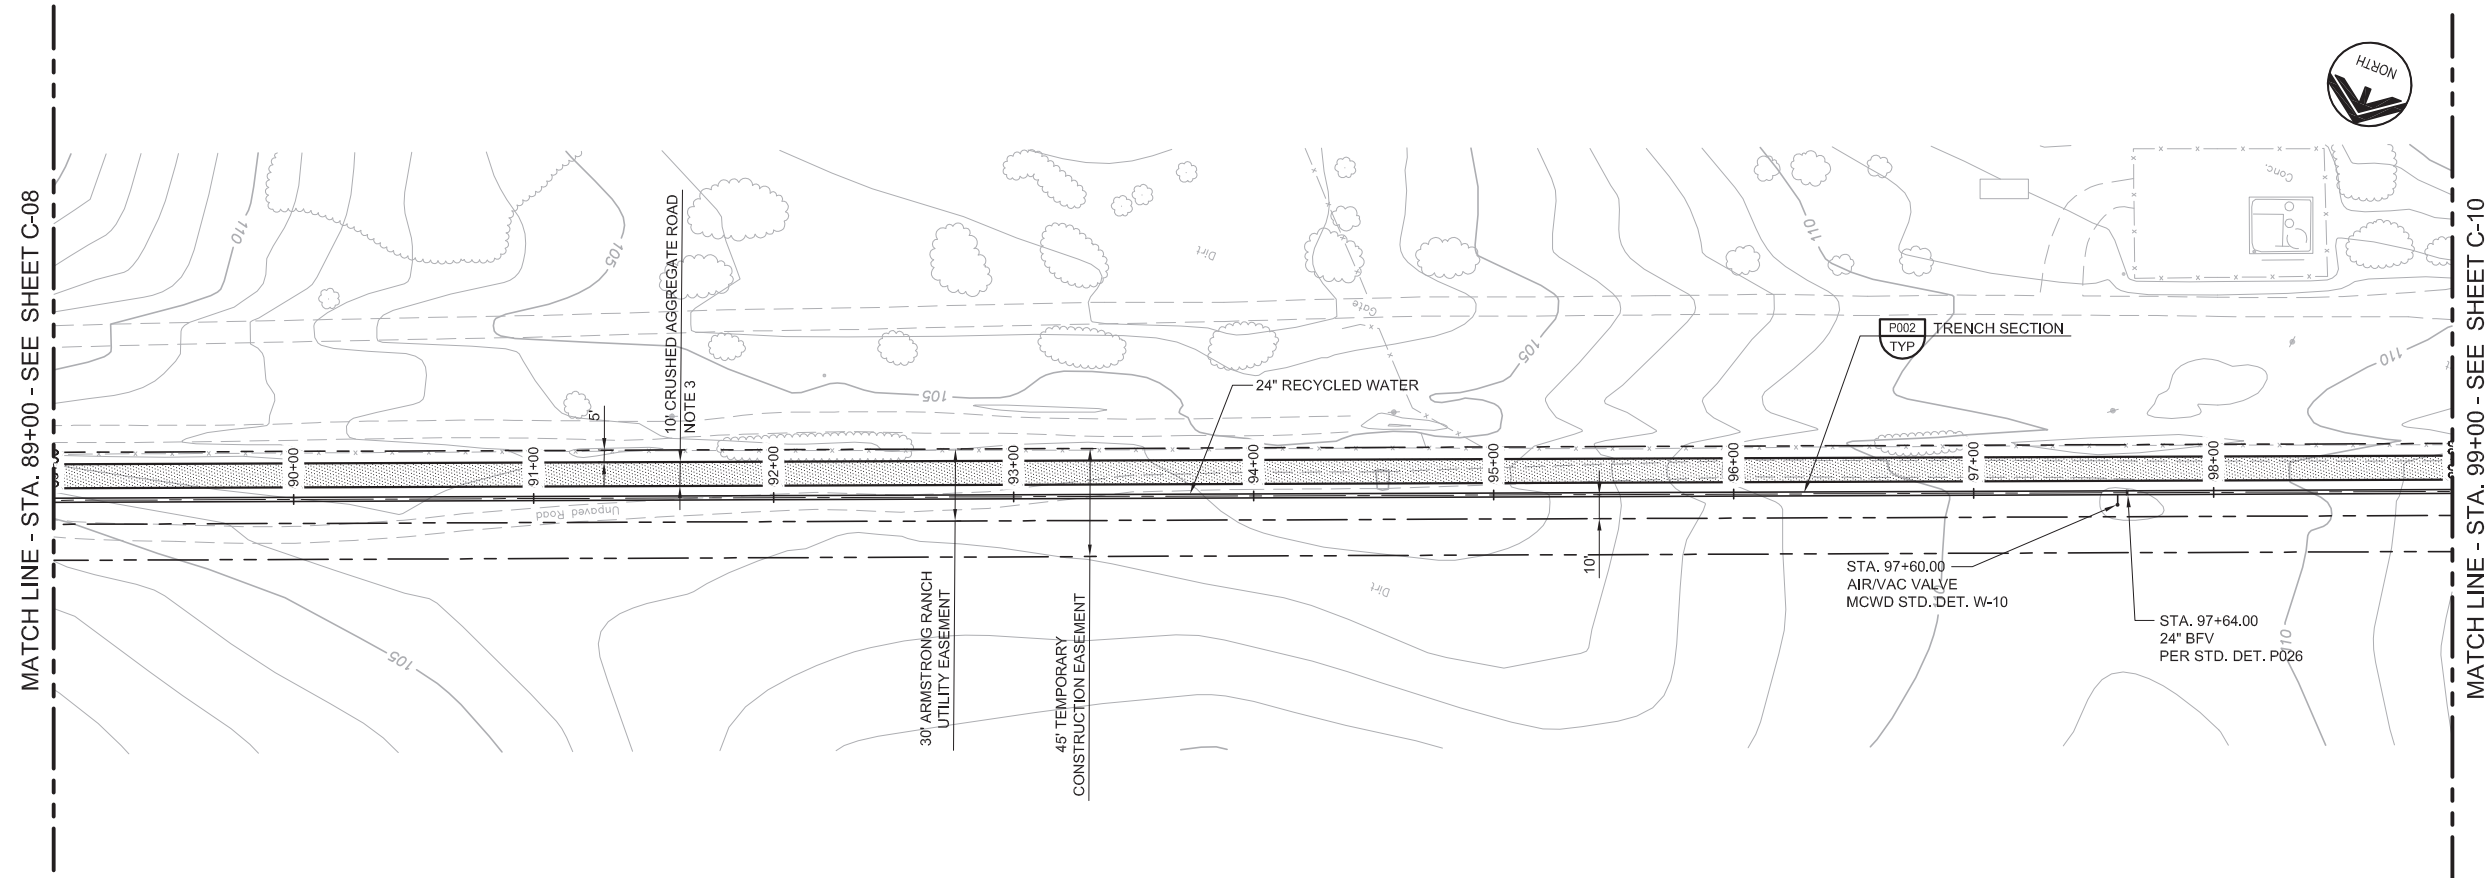 MATCH LINE - STA. 89+00 - SEE SHEET C-08
NORTH
110
105
10' CRUSHED AGGREGATE ROAD
NOTE 3
5'
Dirt
Gate
Conc.
110
105
105
24" RECYCLED WATER
P002
TYP
TRENCH SECTION
110
90+00
91+00
92+00
93+00
94+00
95+00
96+00
97+00
98+00
Unpaved
Road
10'
30' ARMSTRONG RANCH
UTILITY EASEMENT
45' TEMPORARY
CONSTRUCTION EASEMENT
Dirt
105
STA. 97+60.00
AIR/VAC VALVE
MCWD STD. DET. W-10
STA. 97+64.00
24" BFV
PER STD. DET. P026
110
MATCH LINE - STA. 99+00 - SEE SHEET C-10